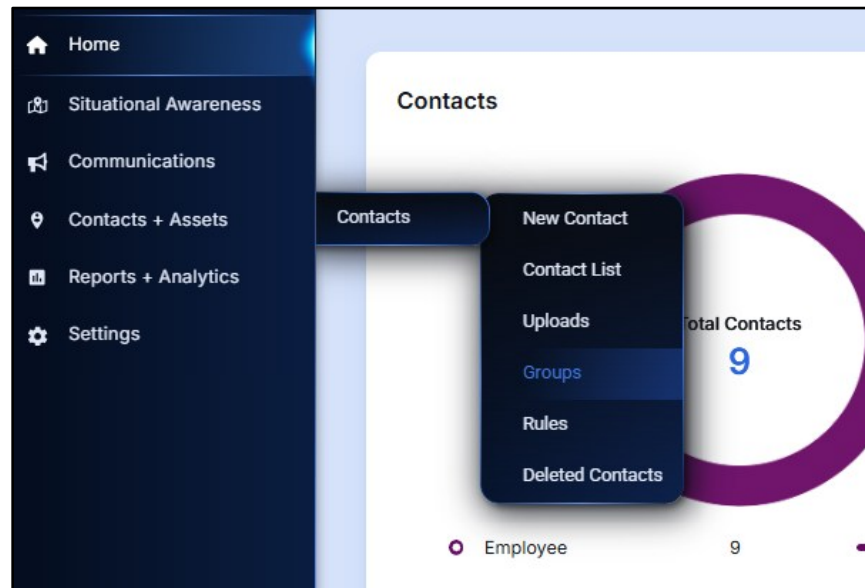 Home
Situational Awareness
Communications
Contacts + Assets
Reports + Analytics
Settings
Contacts
New Contact
Contact List
Uploads
Groups
Rules
Deleted Contacts
Contacts
Total Contacts
9
Employee 9